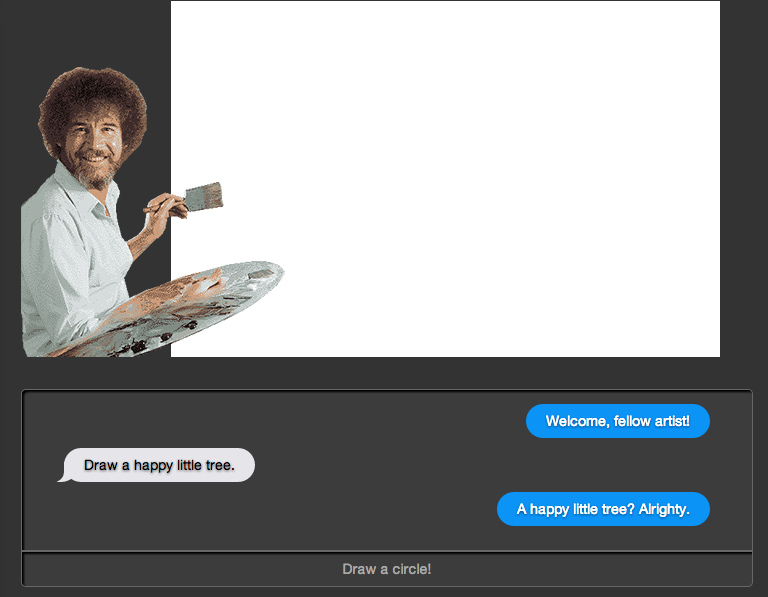 Welcome, fellow artist!
Draw a happy little tree.
A happy little tree? Alrighty.
Draw a circle!